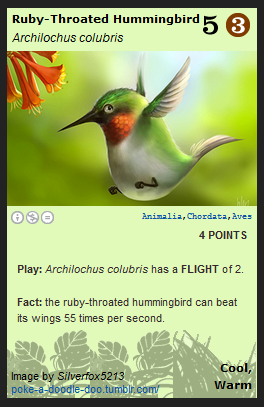 Ruby-Throated Hummingbird 5 3
Archilochus colubris
Animalia,Chordata,Aves
4 POINTS
Play: Archilochus colubris has a FLIGHT of 2.
Fact: the ruby-throated hummingbird can beat
its wings 55 times per second.
Cool,
Warm
Image by Silverfox5213
poke-a-doodle-doo.tumblr.com/